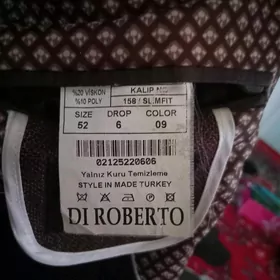 %20 VISKON
%10 POLY
KALIP NO
158 / SLIMFIT
SIZE DROP COLOR
52 6 09
02125220606
Yalnız Kuru Temizleme
STYLE IN MADE TURKEY
DI ROBERTO